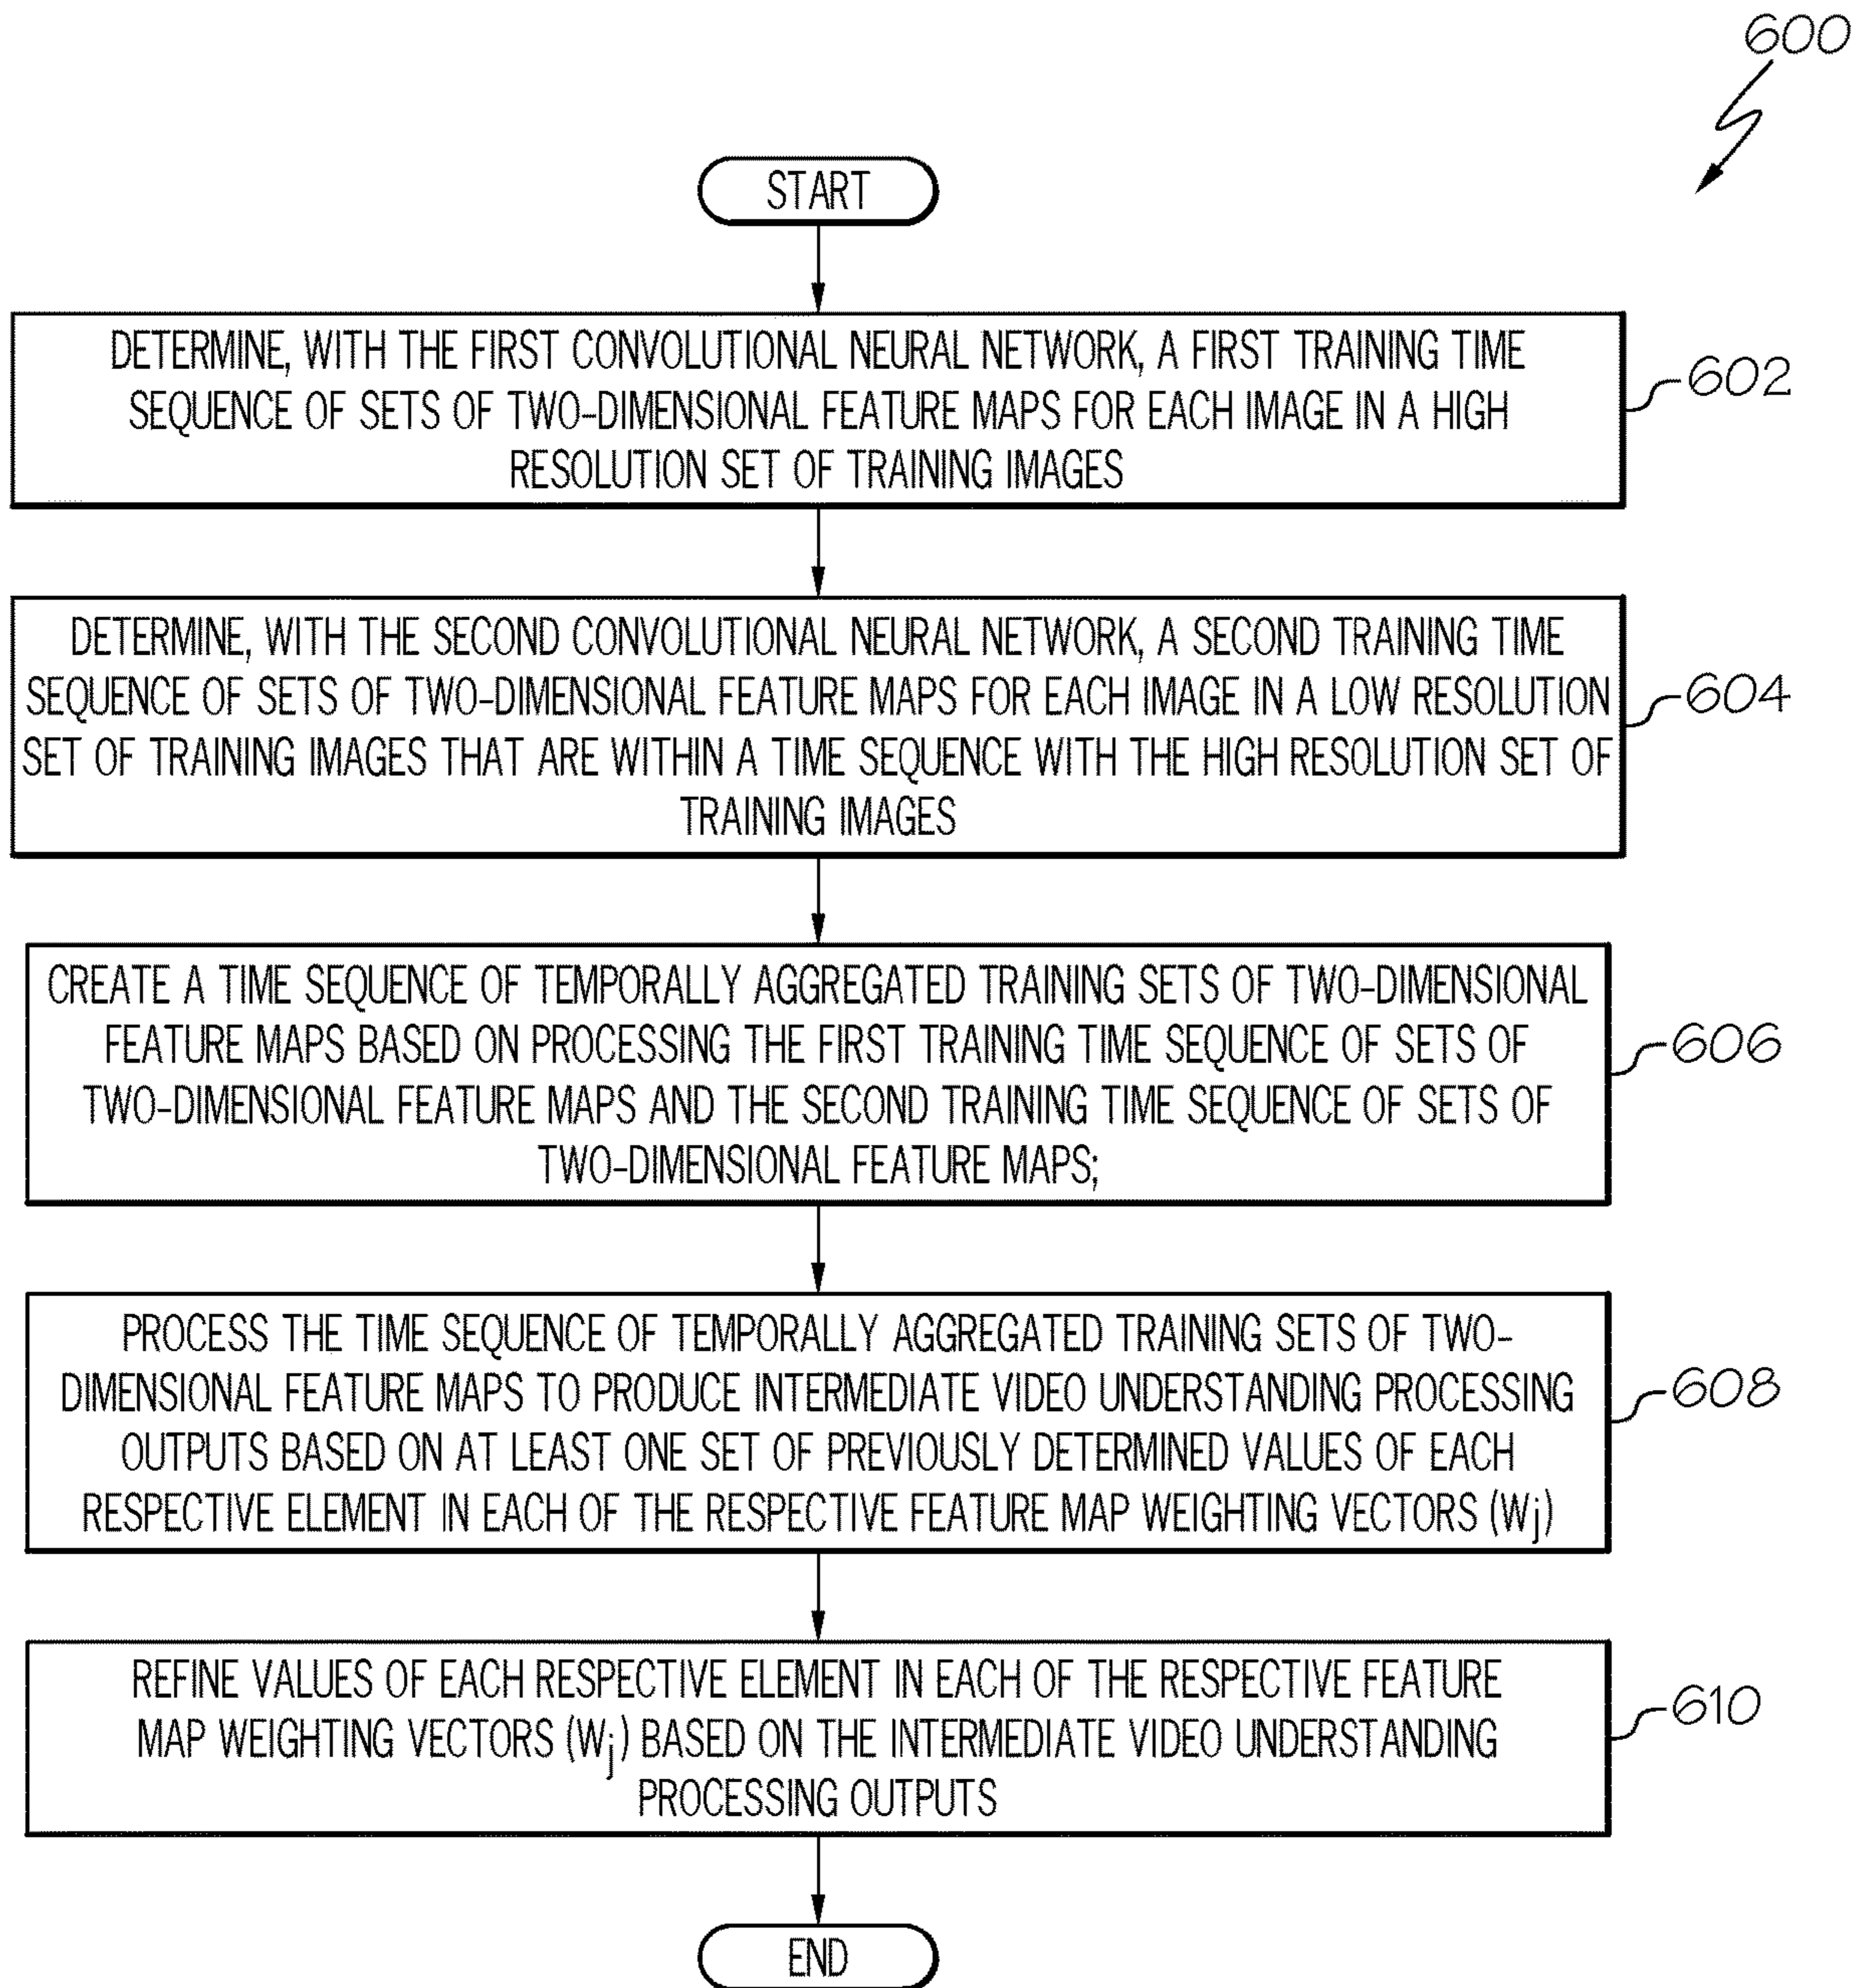 600
START
DETERMINE, WITH THE FIRST CONVOLUTIONAL NEURAL NETWORK, A FIRST TRAINING TIME
SEQUENCE OF SETS OF TWO-DIMENSIONAL FEATURE MAPS FOR EACH IMAGE IN A HIGH
RESOLUTION SET OF TRAINING IMAGES
602
DETERMINE, WITH THE SECOND CONVOLUTIONAL NEURAL NETWORK, A SECOND TRAINING TIME
SEQUENCE OF SETS OF TWO-DIMENSIONAL FEATURE MAPS FOR EACH IMAGE IN A LOW RESOLUTION
SET OF TRAINING IMAGES THAT ARE WITHIN A TIME SEQUENCE WITH THE HIGH RESOLUTION SET OF
TRAINING IMAGES
604
CREATE A TIME SEQUENCE OF TEMPORALLY AGGREGATED TRAINING SETS OF TWO-DIMENSIONAL
FEATURE MAPS BASED ON PROCESSING THE FIRST TRAINING TIME SEQUENCE OF SETS OF
TWO-DIMENSIONAL FEATURE MAPS AND THE SECOND TRAINING TIME SEQUENCE OF SETS OF
TWO-DIMENSIONAL FEATURE MAPS;
606
PROCESS THE TIME SEQUENCE OF TEMPORALLY AGGREGATED TRAINING SETS OF TWO-
DIMENSIONAL FEATURE MAPS TO PRODUCE INTERMEDIATE VIDEO UNDERSTANDING PROCESSING
OUTPUTS BASED ON AT LEAST ONE SET OF PREVIOUSLY DETERMINED VALUES OF EACH
RESPECTIVE ELEMENT IN EACH OF THE RESPECTIVE FEATURE MAP WEIGHTING VECTORS (Wj)
608
REFINE VALUES OF EACH RESPECTIVE ELEMENT IN EACH OF THE RESPECTIVE FEATURE
MAP WEIGHTING VECTORS (Wj) BASED ON THE INTERMEDIATE VIDEO UNDERSTANDING
PROCESSING OUTPUTS
610
END